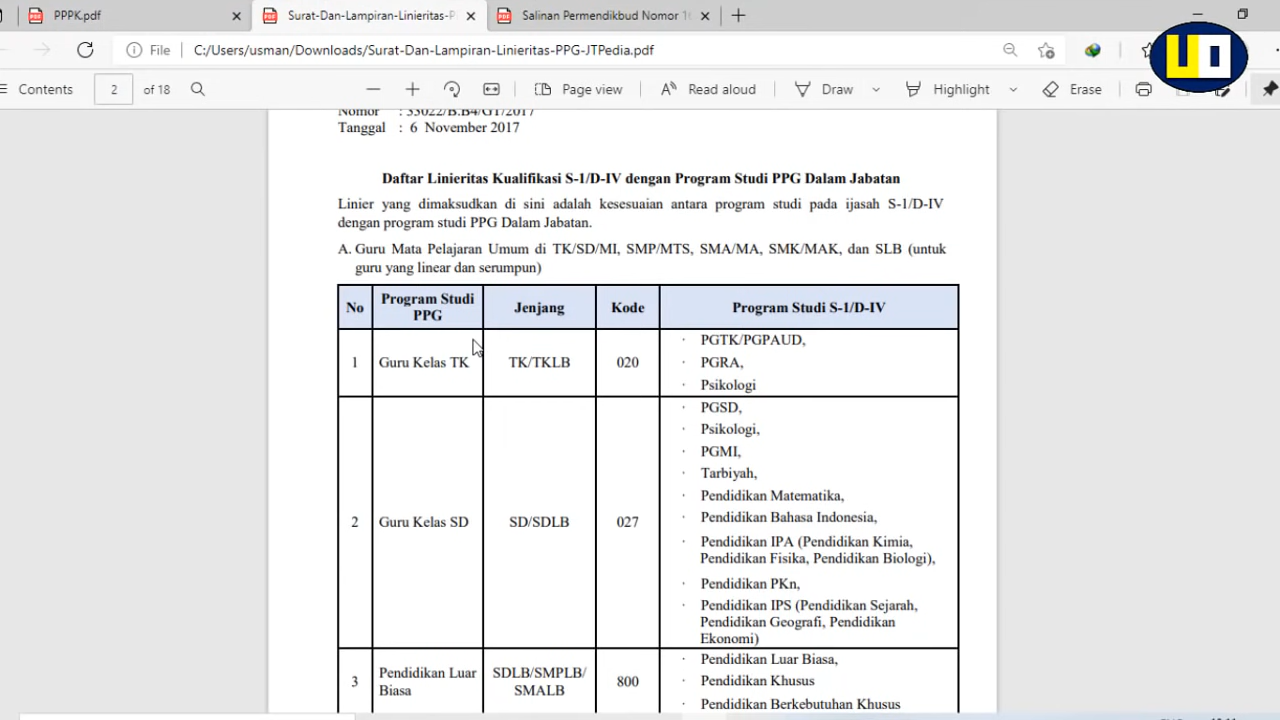 PPPK.pdf
Surat-Dan-Lampiran-Linieritas-P
Salinan Permendikbud Nomor 16
File
C:/Users/usman/Downloads/Surat-Dan-Lampiran-Linieritas-PPG-JTPedia.pdf
UD
Contents
2
of 18
Page view
Read aloud
Draw
Highlight
Erase
Nomor : 33022/B.B4/GT/2017
Tanggal : 6 November 2017
Daftar Linieritas Kualifikasi S-1/D-IV dengan Program Studi PPG Dalam Jabatan
Linier yang dimaksudkan di sini adalah kesesuaian antara program studi pada ijasah S-1/D-IV
dengan program studi PPG Dalam Jabatan.
A. Guru Mata Pelajaran Umum di TK/SD/MI, SMP/MTS, SMA/MA, SMK/MAK, dan SLB (untuk
guru yang linear dan serumpun)
No
Program Studi
PPG
Jenjang
Kode
Program Studi S-1/D-IV
1
Guru Kelas TK
TK/TKLB
020
· PGTK/PGPAUD,
· PGRA,
· Psikologi
2
Guru Kelas SD
SD/SDLB
027
· PGSD,
· Psikologi,
· PGMI,
· Tarbiyah,
· Pendidikan Matematika,
· Pendidikan Bahasa Indonesia,
· Pendidikan IPA (Pendidikan Kimia,
Pendidikan Fisika, Pendidikan Biologi),
· Pendidikan PKn,
· Pendidikan IPS (Pendidikan Sejarah,
Pendidikan Geografi, Pendidikan
Ekonomi)
3
Pendidikan Luar
Biasa
SDLB/SMPLB/
SMALB
800
· Pendidikan Luar Biasa,
· Pendidikan Khusus
· Pendidikan Berkebutuhan Khusus